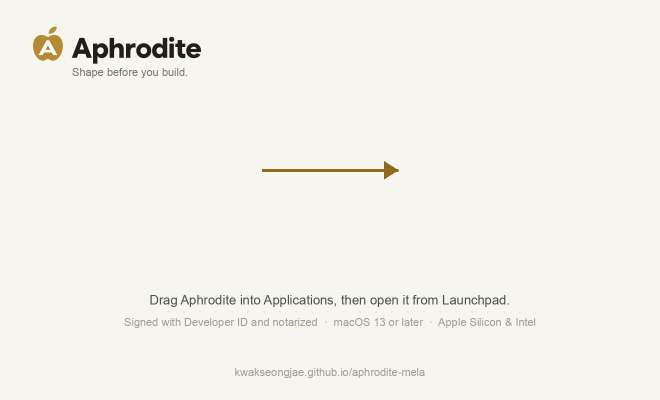 Aphrodite
Shape before you build.
Drag Aphrodite into Applications, then open it from Launchpad.
Signed with Developer ID and notarized · macOS 13 or later · Apple Silicon & Intel
kwakseongjae.github.io/aphrodite-mela